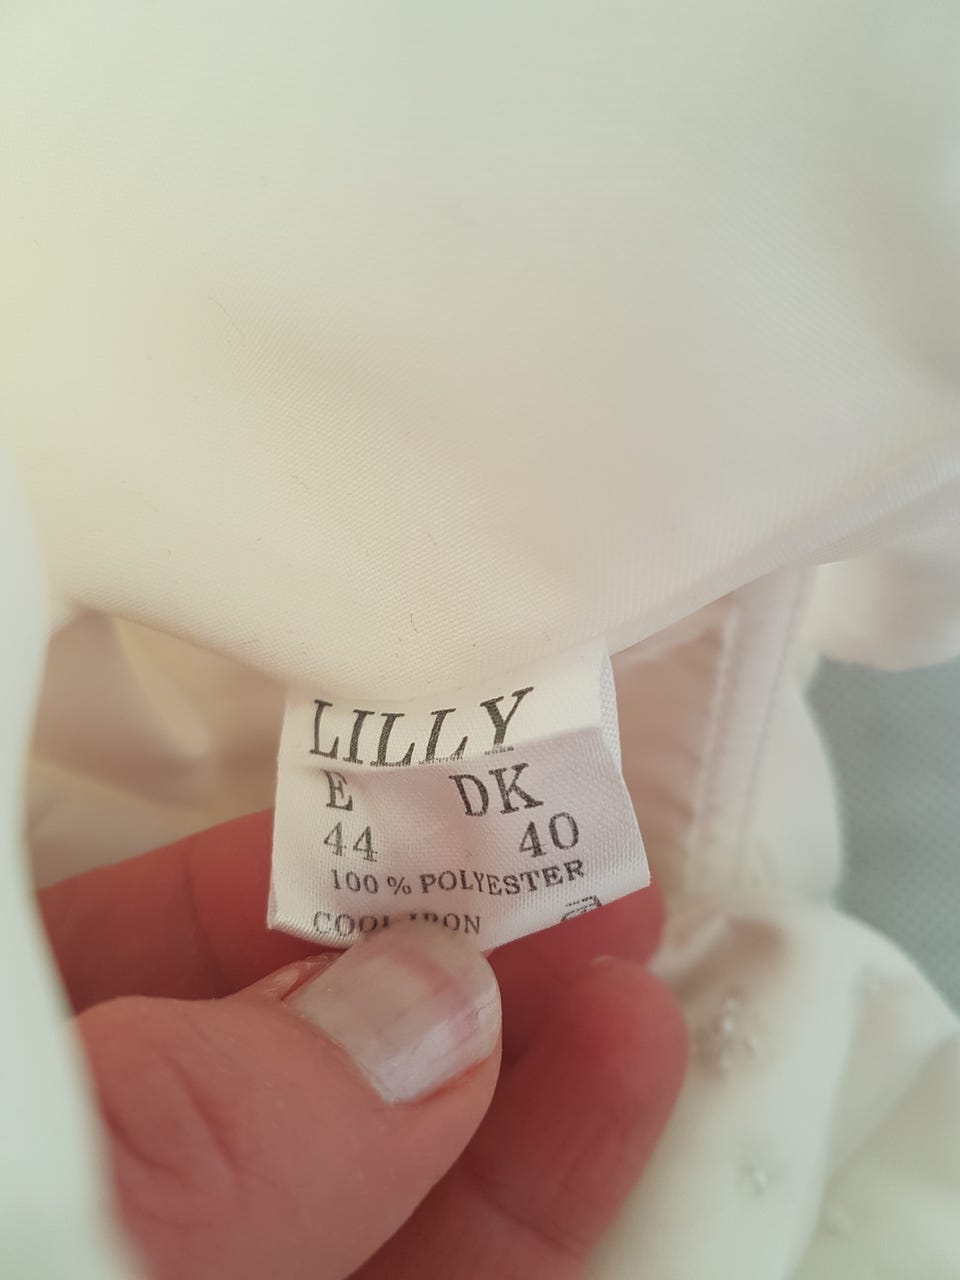 LILLY
E DK
44 40
100 % POLYESTER
COOL IRON